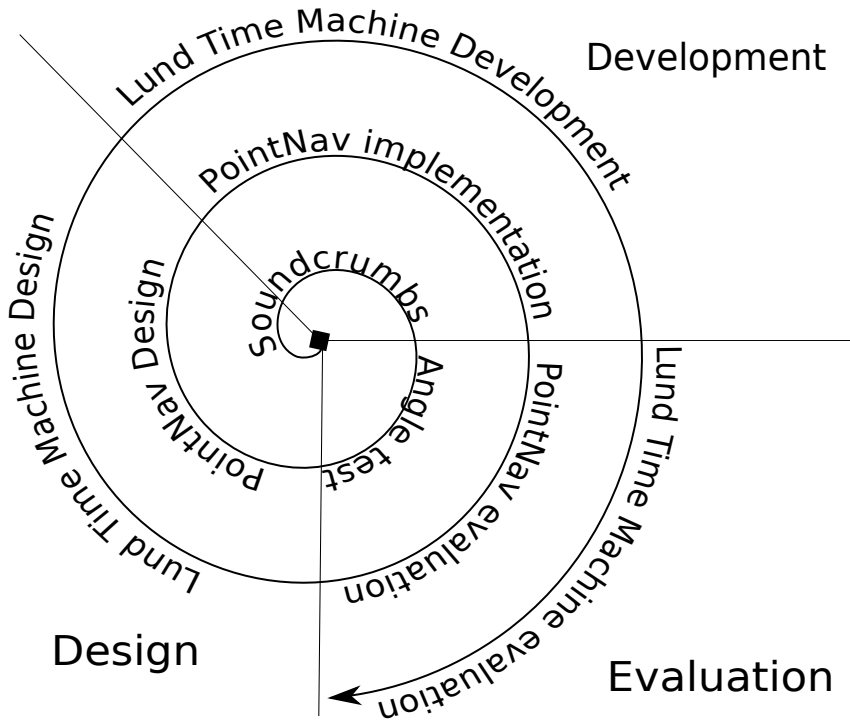 Lund Time Machine Development
Development
PointNav implementation
Soundcrumbs
Angle test
PointNav Design
PointNav evaluation
Lund Time Machine Design
Lund Time Machine evaluation
Design
Evaluation